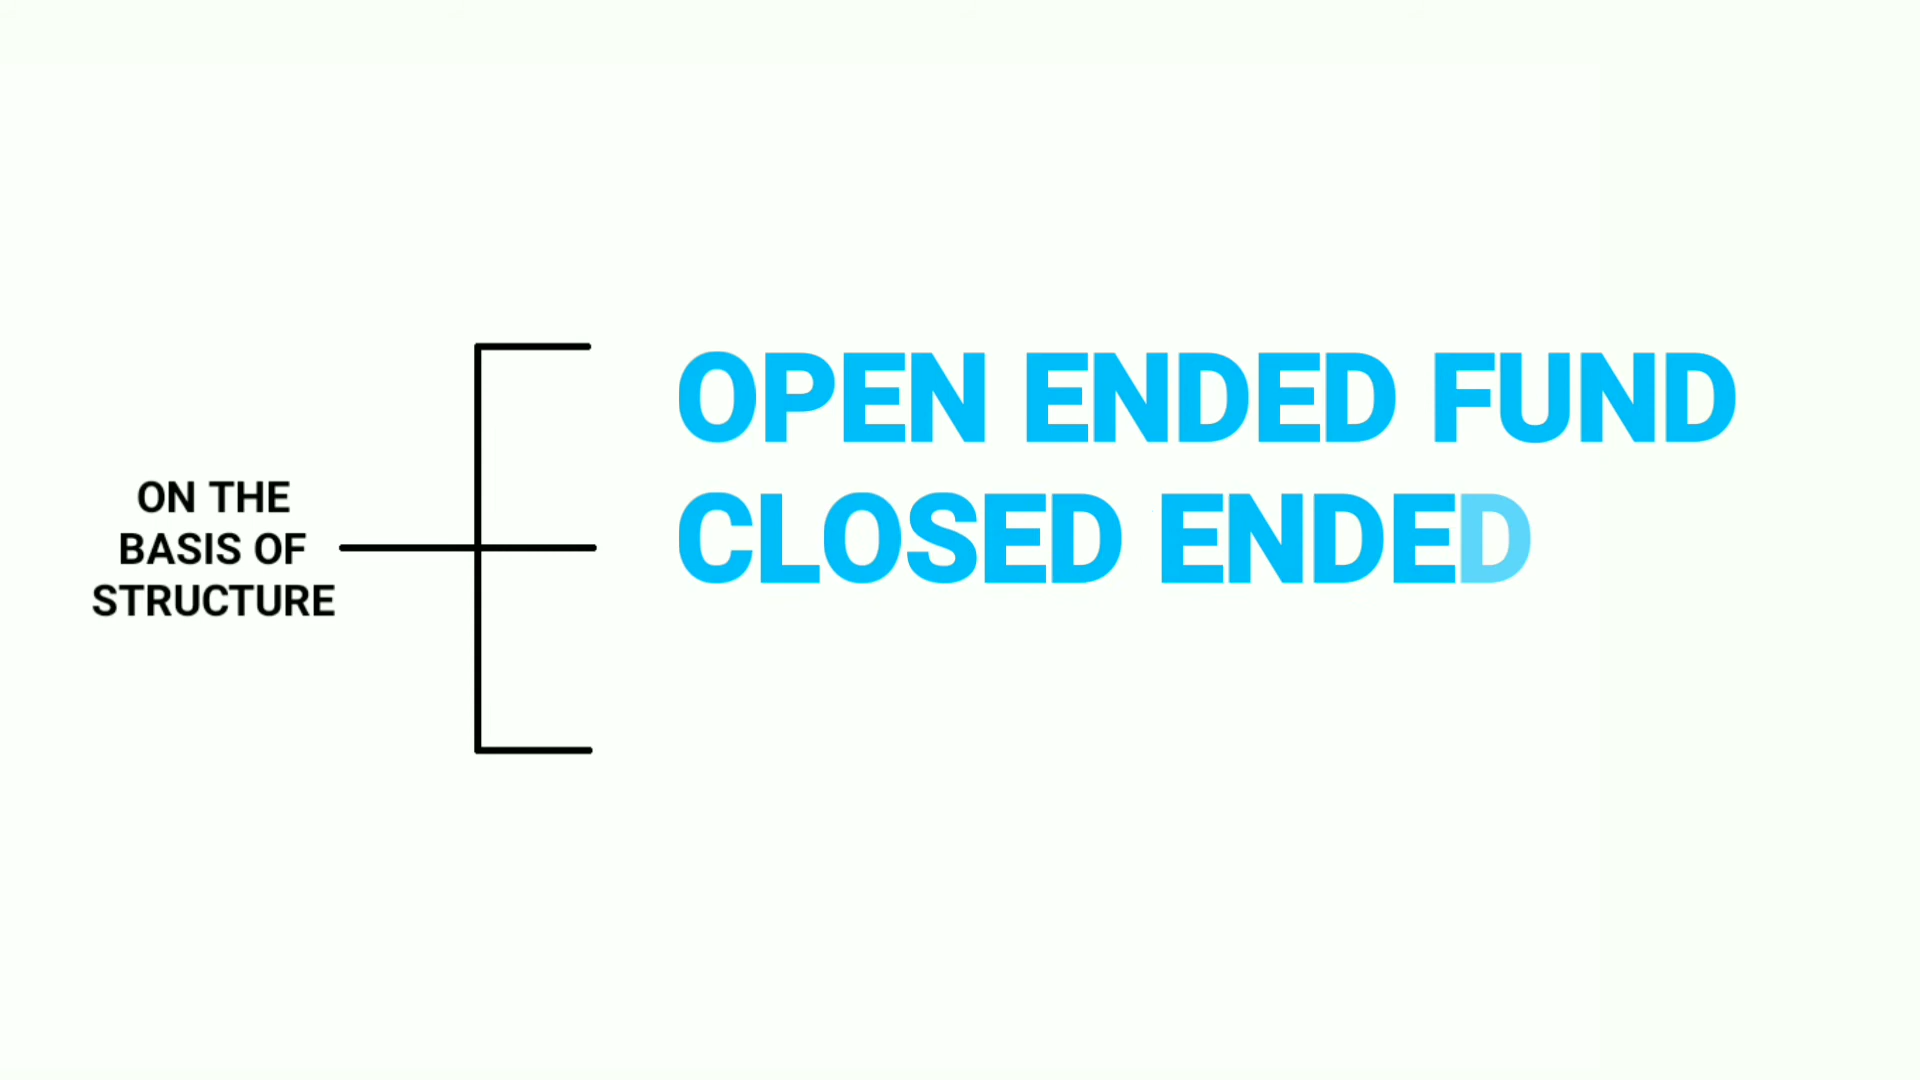 ON THE
BASIS OF
STRUCTURE
OPEN ENDED FUND
CLOSED ENDED